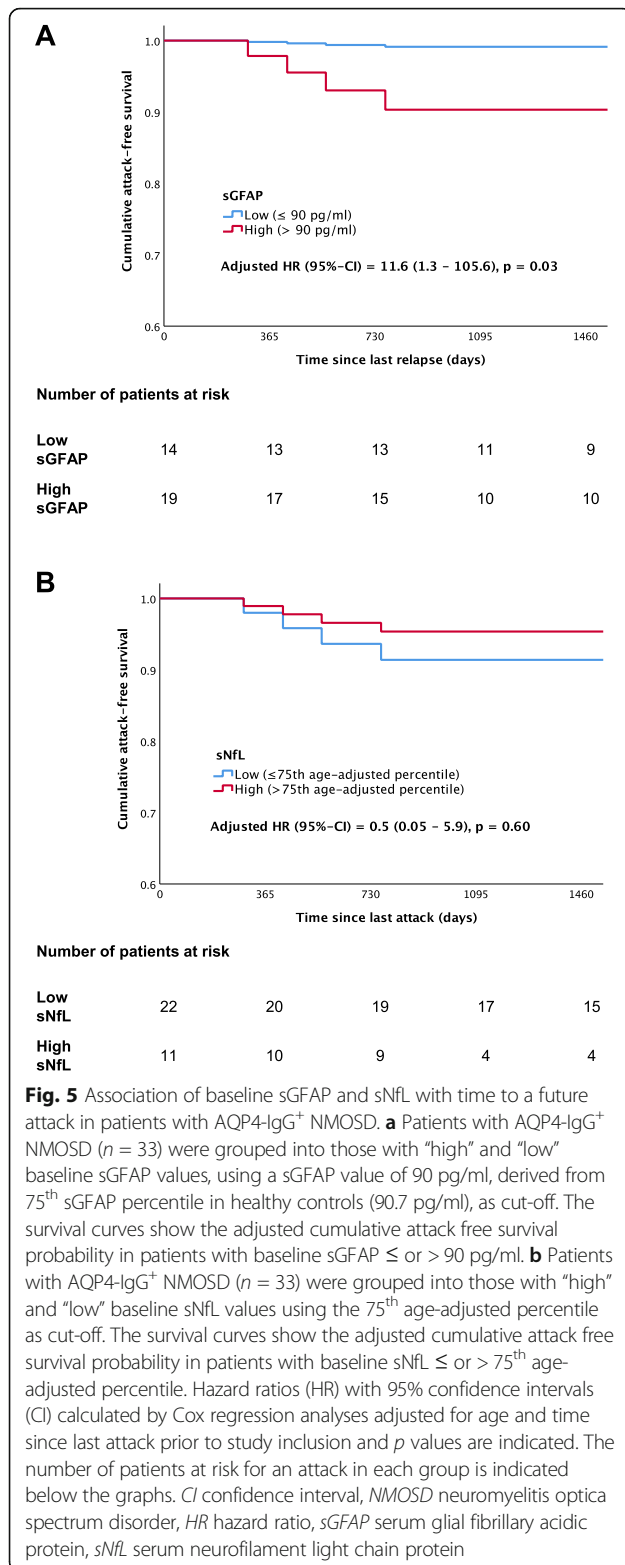 A
Cumulative attack-free survival
1.0
0.9
0.8
0.7
0.6
sGFAP
Low (≤ 90 pg/ml)
High (> 90 pg/ml)
Adjusted HR (95%-CI) = 11.6 (1.3 – 105.6), p = 0.03
0 365 730 1095 1460
Time since last relapse (days)
Number of patients at risk
Low
sGFAP
14 13 13 11 9
High
sGFAP
19 17 15 10 10
B
Cumulative attack-free survival
1.0
0.9
0.8
0.7
0.6
sNfL
Low (≤75th age-adjusted percentile)
High (>75th age-adjusted percentile)
Adjusted HR (95%-CI) = 0.5 (0.05 – 5.9), p = 0.60
0 365 730 1095 1460
Time since last attack (days)
Number of patients at risk
Low
sNfL
22 20 19 17 15
High
sNfL
11 10 9 4 4
Fig. 5 Association of baseline sGFAP and sNfL with time to a future
attack in patients with AQP4-IgG⁺ NMOSD. a Patients with AQP4-IgG⁺
NMOSD (n = 33) were grouped into those with “high” and “low”
baseline sGFAP values, using a sGFAP value of 90 pg/ml, derived from
75th sGFAP percentile in healthy controls (90.7 pg/ml), as cut-off. The
survival curves show the adjusted cumulative attack free survival
probability in patients with baseline sGFAP ≤ or > 90 pg/ml. b Patients
with AQP4-IgG⁺ NMOSD (n = 33) were grouped into those with “high”
and “low” baseline sNfL values using the 75th age-adjusted percentile
as cut-off. The survival curves show the adjusted cumulative attack free
survival probability in patients with baseline sNfL ≤ or > 75th age-
adjusted percentile. Hazard ratios (HR) with 95% confidence intervals
(CI) calculated by Cox regression analyses adjusted for age and time
since last attack prior to study inclusion and p values are indicated. The
number of patients at risk for an attack in each group is indicated
below the graphs. CI confidence interval, NMOSD neuromyelitis optica
spectrum disorder, HR hazard ratio, sGFAP serum glial fibrillary acidic
protein, sNfL serum neurofilament light chain protein